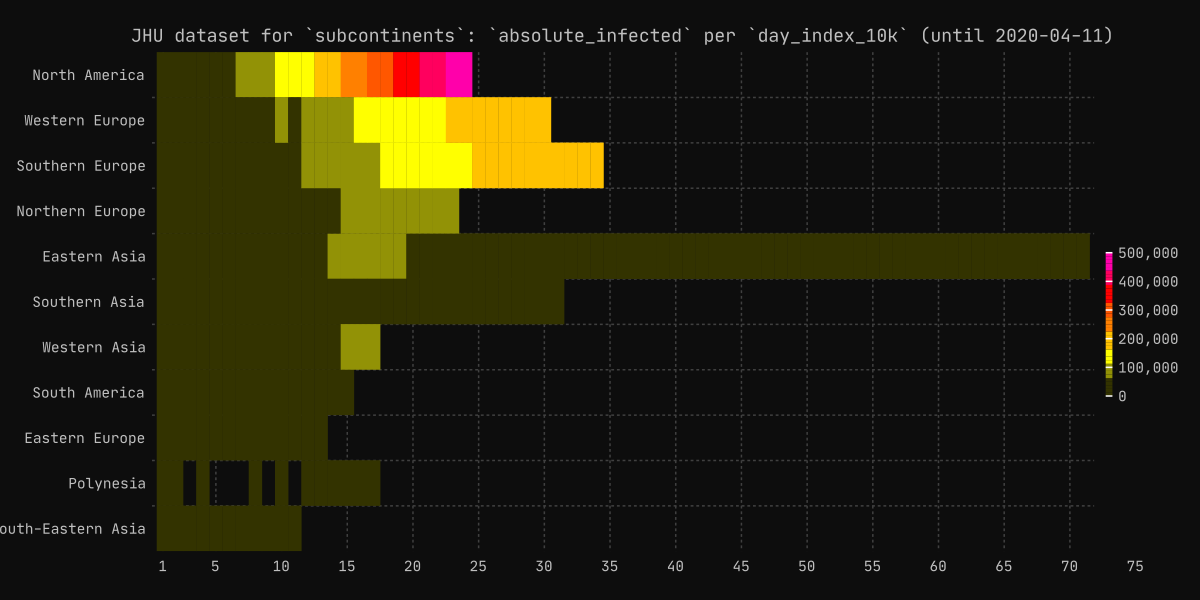 JHU dataset for `subcontinents`: `absolute_infected` per `day_index_10k` (until 2020-04-11)
North America
Western Europe
Southern Europe
Northern Europe
Eastern Asia
Southern Asia
Western Asia
South America
Eastern Europe
Polynesia
outh-Eastern Asia
500,000
400,000
300,000
200,000
100,000
0
1 5 10 15 20 25 30 35 40 45 50 55 60 65 70 75